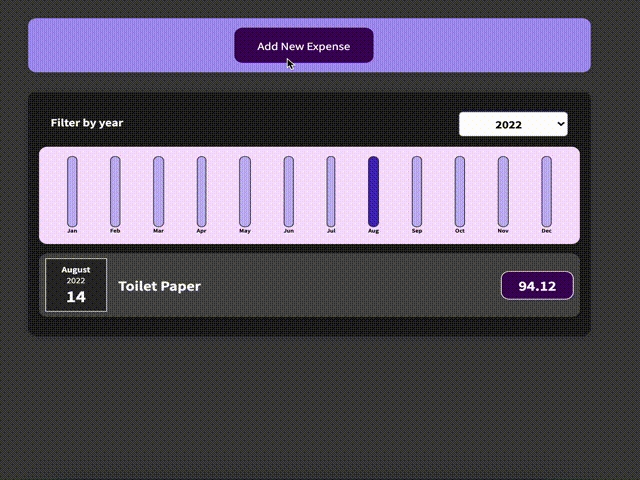 Add New Expense
Filter by year
2022
Jan Feb Mar Apr May Jun Jul Aug Sep Oct Nov Dec
August
2022
14
Toilet Paper
94.12